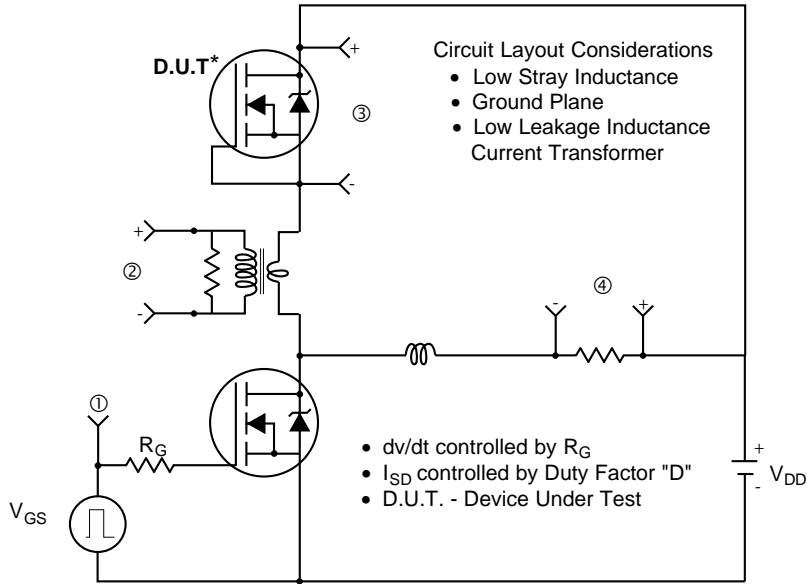 D.U.T*
+
-
③
Circuit Layout Considerations
• Low Stray Inductance
• Ground Plane
• Low Leakage Inductance
Current Transformer
+
②
-
④
-
+
①
RG
VGS
• dv/dt controlled by RG
• ISD controlled by Duty Factor "D"
• D.U.T. - Device Under Test
+
-
VDD